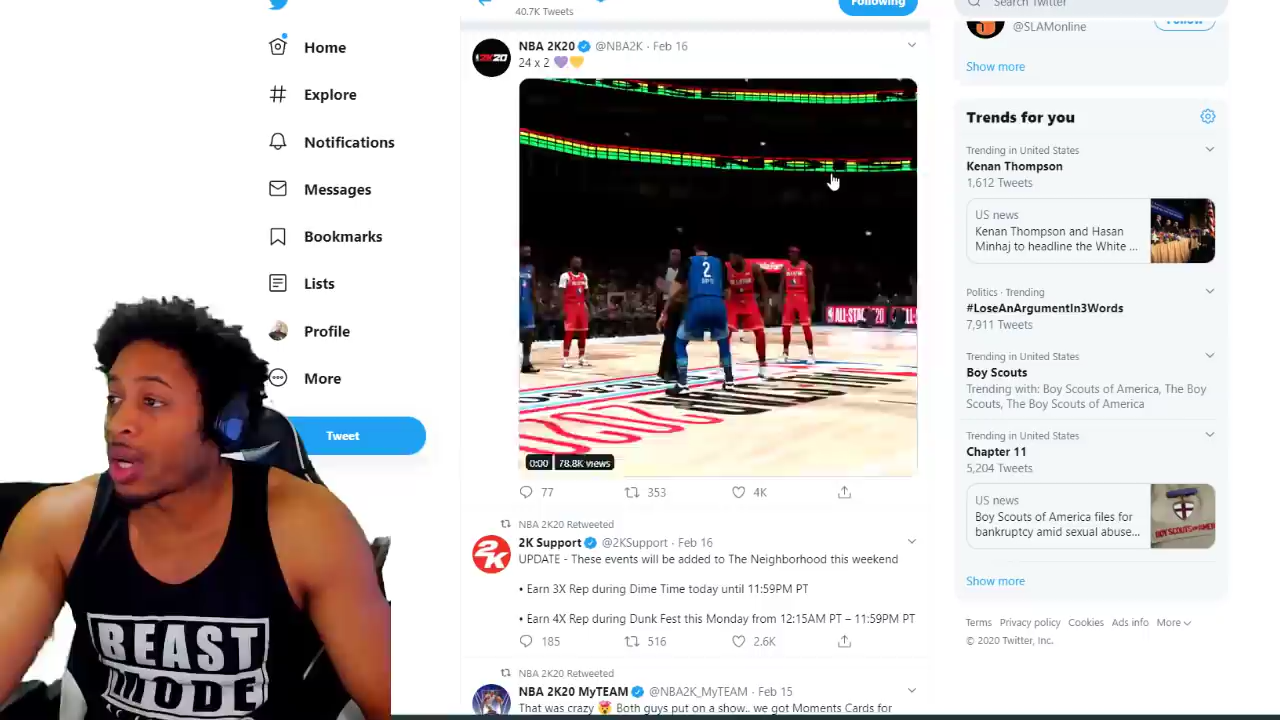 40.7K Tweets
Following
Search Twitter
Home
Explore
Notifications
Messages
Bookmarks
Lists
Profile
More
Tweet
NBA 2K20 @NBA2K · Feb 16
24 x 2 💜💛
2
0:00 78.8K views
77 353 4K
NBA 2K20 Retweeted
2K Support @2KSupport · Feb 16
UPDATE - These events will be added to The Neighborhood this weekend
• Earn 3X Rep during Dime Time today until 11:59PM PT
• Earn 4X Rep during Dunk Fest this Monday from 12:15AM PT – 11:59PM PT
185 516 2.6K
NBA 2K20 Retweeted
NBA 2K20 MyTEAM @NBA2K_MyTEAM · Feb 15
That was crazy 🤯 Both guys put on a show.. we got Moments Cards for
@SLAMonline
Follow
Show more
Trends for you
Trending in United States
Kenan Thompson
1,612 Tweets
US news
Kenan Thompson and Hasan
Minhaj to headline the White ...
Politics · Trending
#LoseAnArgumentIn3Words
7,911 Tweets
Trending in United States
Boy Scouts
Trending with: Boy Scouts of America, The Boy
Scouts, The Boy Scouts of America
Trending in United States
Chapter 11
5,204 Tweets
US news
Boy Scouts of America files for
bankruptcy amid sexual abuse...
Show more
Terms Privacy policy Cookies Ads info More
© 2020 Twitter, Inc.
BEAST
MODE